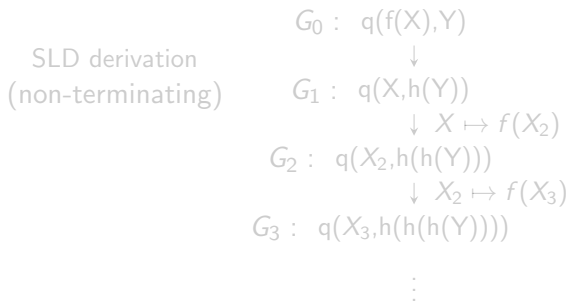 G₀ : q(f(X),Y)
SLD derivation
(non-terminating)
↓
G₁ : q(X,h(Y))
↓ X ↦ f(X₂)
G₂ : q(X₂,h(h(Y)))
↓ X₂ ↦ f(X₃)
G₃ : q(X₃,h(h(h(Y))))
⋮